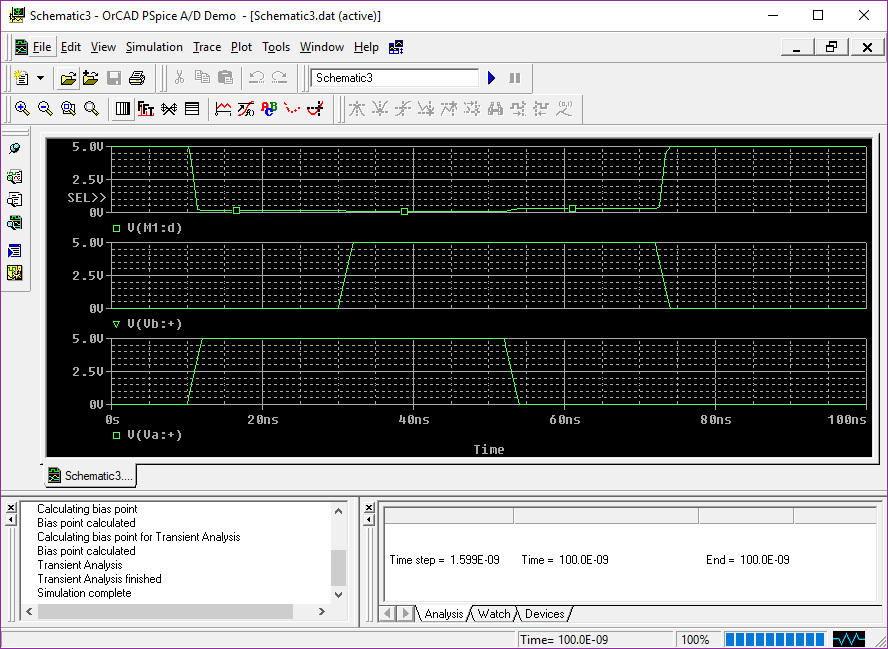 Schematic3 - OrCAD PSpice A/D Demo - [Schematic3.dat (active)]
File Edit View Simulation Trace Plot Tools Window Help
Schematic3
5.0V
2.5V
SEL>>
0V
V(M1:d)
5.0V
2.5V
0V
V(Vb:+)
5.0V
2.5V
0V
0s 20ns 40ns 60ns 80ns 100ns
V(Va:+)
Time
Schematic3....
Calculating bias point
Bias point calculated
Calculating bias point for Transient Analysis
Bias point calculated
Transient Analysis
Transient Analysis finished
Simulation complete
Time step = 1.599E-09 Time = 100.0E-09 End = 100.0E-09
Analysis Watch Devices
Time= 100.0E-09 100%